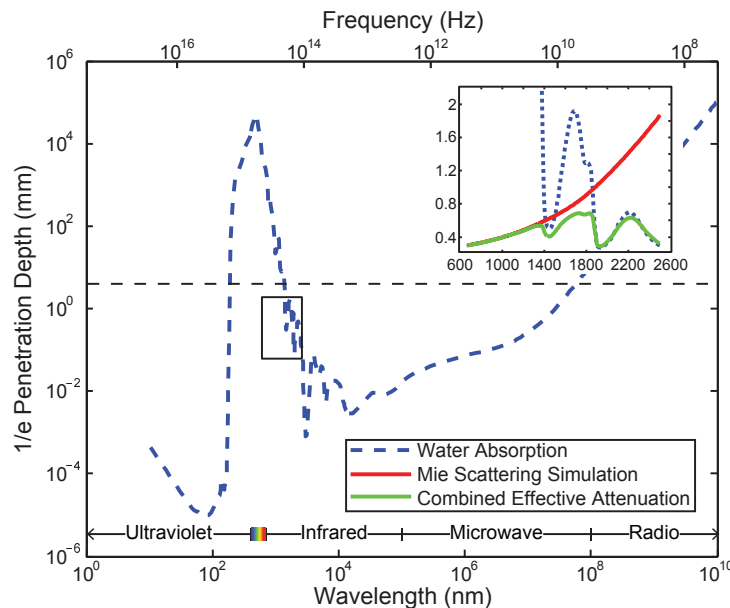 Frequency (Hz)
10^16 10^14 10^12 10^10 10^8
1/e Penetration Depth (mm)
10^6
10^4
10^2
10^0
10^−2
10^−4
10^−6
2
1.6
1.2
0.8
0.4
600 1000 1400 1800 2200 2600
Water Absorption
Mie Scattering Simulation
Combined Effective Attenuation
Ultraviolet Infrared Microwave Radio
10^0 10^2 10^4 10^6 10^8 10^10
Wavelength (nm)